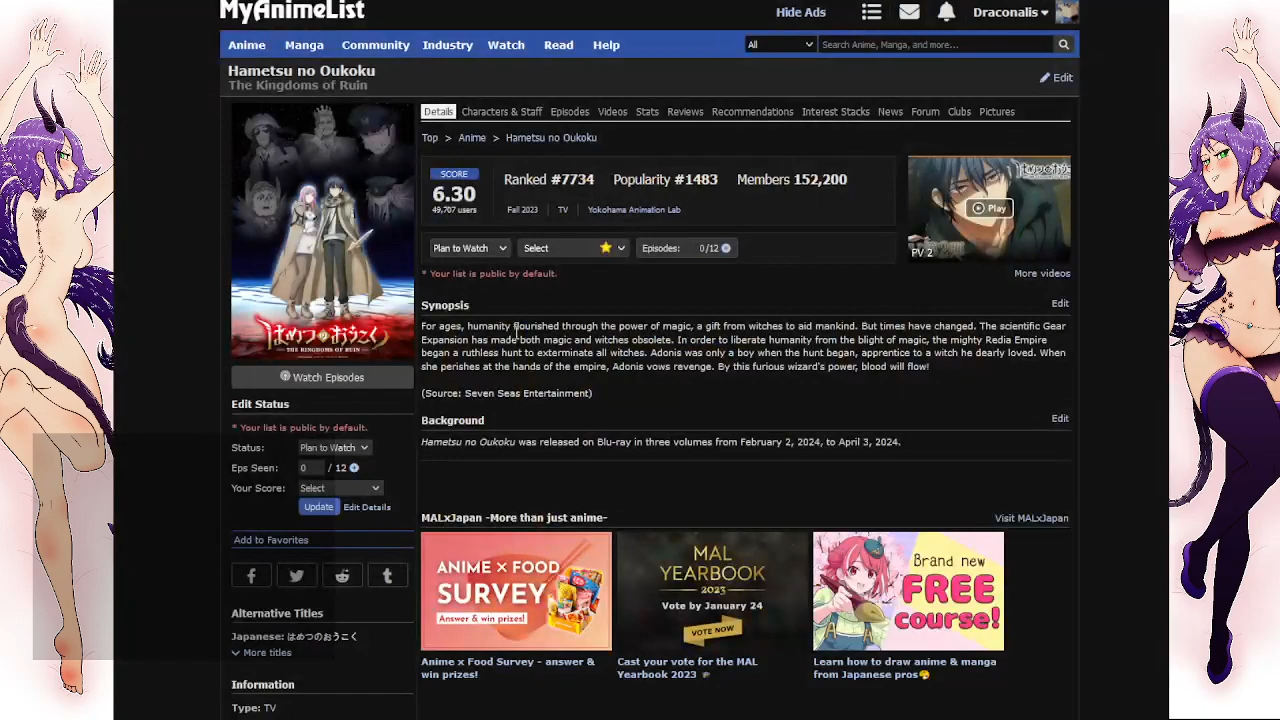 MyAnimeList
Hide Ads
Draconalis
Anime Manga Community Industry Watch Read Help
All
Search Anime, Manga, and more...
Hametsu no Oukoku
The Kingdoms of Ruin
Edit
Details Characters & Staff Episodes Videos Stats Reviews Recommendations Interest Stacks News Forum Clubs Pictures
Top > Anime > Hametsu no Oukoku
SCORE
6.30
49,707 users
Ranked #7734 Popularity #1483 Members 152,200
Fall 2023 TV Yokohama Animation Lab
Plan to Watch
Select
Episodes: 0/12
Play
PV 2
* Your list is public by default.
More videos
Synopsis
Edit
For ages, humanity flourished through the power of magic, a gift from witches to aid mankind. But times have changed. The scientific Gear
Expansion has made both magic and witches obsolete. In order to liberate humanity from the blight of magic, the mighty Redia Empire
began a ruthless hunt to exterminate all witches. Adonis was only a boy when the hunt began, apprentice to a witch he dearly loved. When
she perishes at the hands of the empire, Adonis vows revenge. By this furious wizard's power, blood will flow!
(Source: Seven Seas Entertainment)
Background
Edit
Hametsu no Oukoku was released on Blu-ray in three volumes from February 2, 2024, to April 3, 2024.
はめつのおうこく
THE KINGDOMS OF RUIN
Watch Episodes
Edit Status
* Your list is public by default.
Status: Plan to Watch
Eps Seen: 0 / 12
Your Score: Select
Update Edit Details
Add to Favorites
Alternative Titles
Japanese: はめつのおうこく
More titles
Information
Type: TV
MALxJapan -More than just anime-
Visit MALxJapan
ANIME × FOOD
SURVEY
Answer & win prizes!
MAL
YEARBOOK
2023
Vote by January 24
VOTE NOW
Brand new
FREE
course!
Anime x Food Survey - answer &
win prizes!
Cast your vote for the MAL
Yearbook 2023
Learn how to draw anime & manga
from Japanese pros